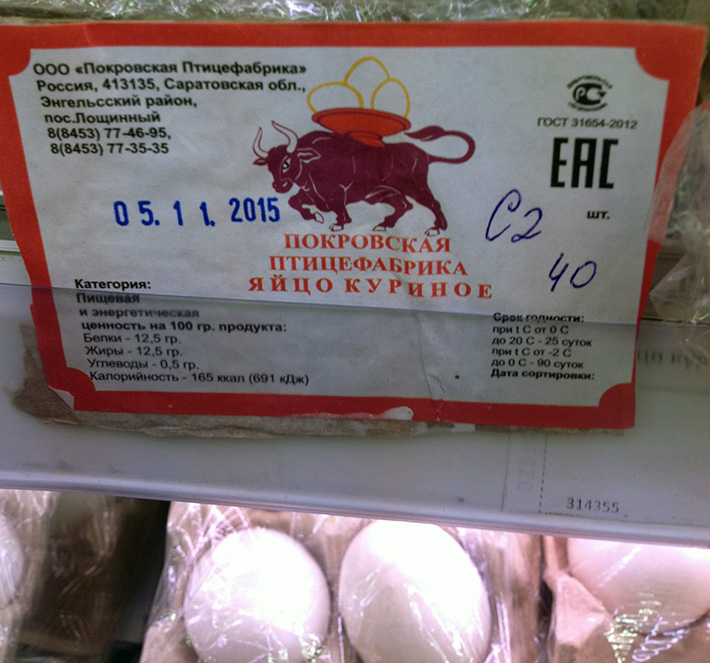 ООО «Покровская Птицефабрика»
Россия, 413135, Саратовская обл.,
Энгельсский район,
пос.Лощинный
8(8453) 77-46-95,
8(8453) 77-35-35
ГОСТ 31654-2012
ЕАС
05. 11. 2015
С2
шт.
40
ПОКРОВСКАЯ
ПТИЦЕФАБРИКА
ЯЙЦО КУРИНОЕ
Категория:
Пищевая
и энергетическая
ценность на 100 гр. продукта:
Белки - 12,5 гр.
Жиры - 12,5 гр.
Углеводы - 0,5 гр.
Калорийность - 165 ккал (691 кДж)
Срок годности:
при t С от 0 С
до 20 С - 25 суток
при t С от -2 С
до 0 С - 90 суток
Дата сортировки:
314355